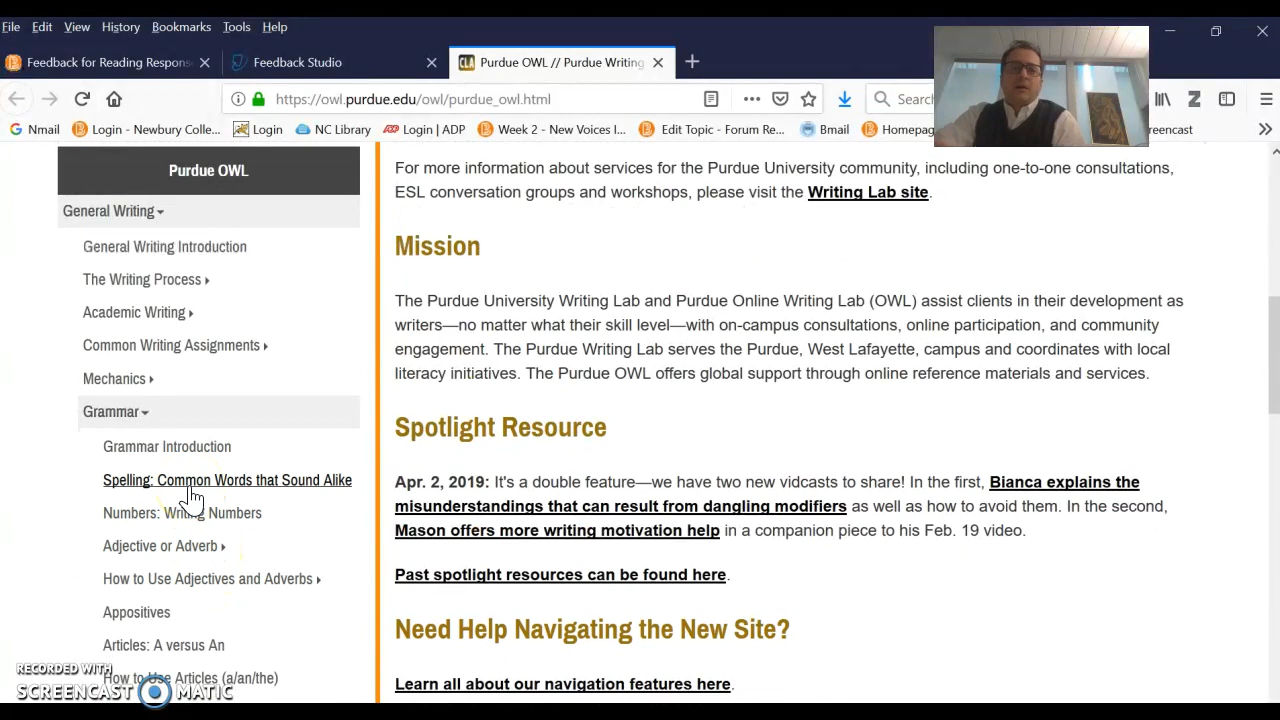 File Edit View History Bookmarks Tools Help
Feedback for Reading Respons Feedback Studio Purdue OWL // Purdue Writing
https://owl.purdue.edu/owl/purdue_owl.html Search
Nmail Login - Newbury Colle... Login NC Library Login | ADP Week 2 - New Voices I... Edit Topic - Forum Re... Bmail Homepag
Purdue OWL
General Writing
General Writing Introduction
The Writing Process
Academic Writing
Common Writing Assignments
Mechanics
Grammar
Grammar Introduction
Spelling: Common Words that Sound Alike
Numbers: Writing Numbers
Adjective or Adverb
How to Use Adjectives and Adverbs
Appositives
Articles: A versus An
How to Use Articles (a/an/the)
For more information about services for the Purdue University community, including one-to-one consultations,
ESL conversation groups and workshops, please visit the Writing Lab site.
Mission
The Purdue University Writing Lab and Purdue Online Writing Lab (OWL) assist clients in their development as
writers—no matter what their skill level—with on-campus consultations, online participation, and community
engagement. The Purdue Writing Lab serves the Purdue, West Lafayette, campus and coordinates with local
literacy initiatives. The Purdue OWL offers global support through online reference materials and services.
Spotlight Resource
Apr. 2, 2019: It's a double feature—we have two new vidcasts to share! In the first, Bianca explains the
misunderstandings that can result from dangling modifiers as well as how to avoid them. In the second,
Mason offers more writing motivation help in a companion piece to his Feb. 19 video.
Past spotlight resources can be found here.
Need Help Navigating the New Site?
Learn all about our navigation features here.
RECORDED WITH
SCREENCAST MATIC